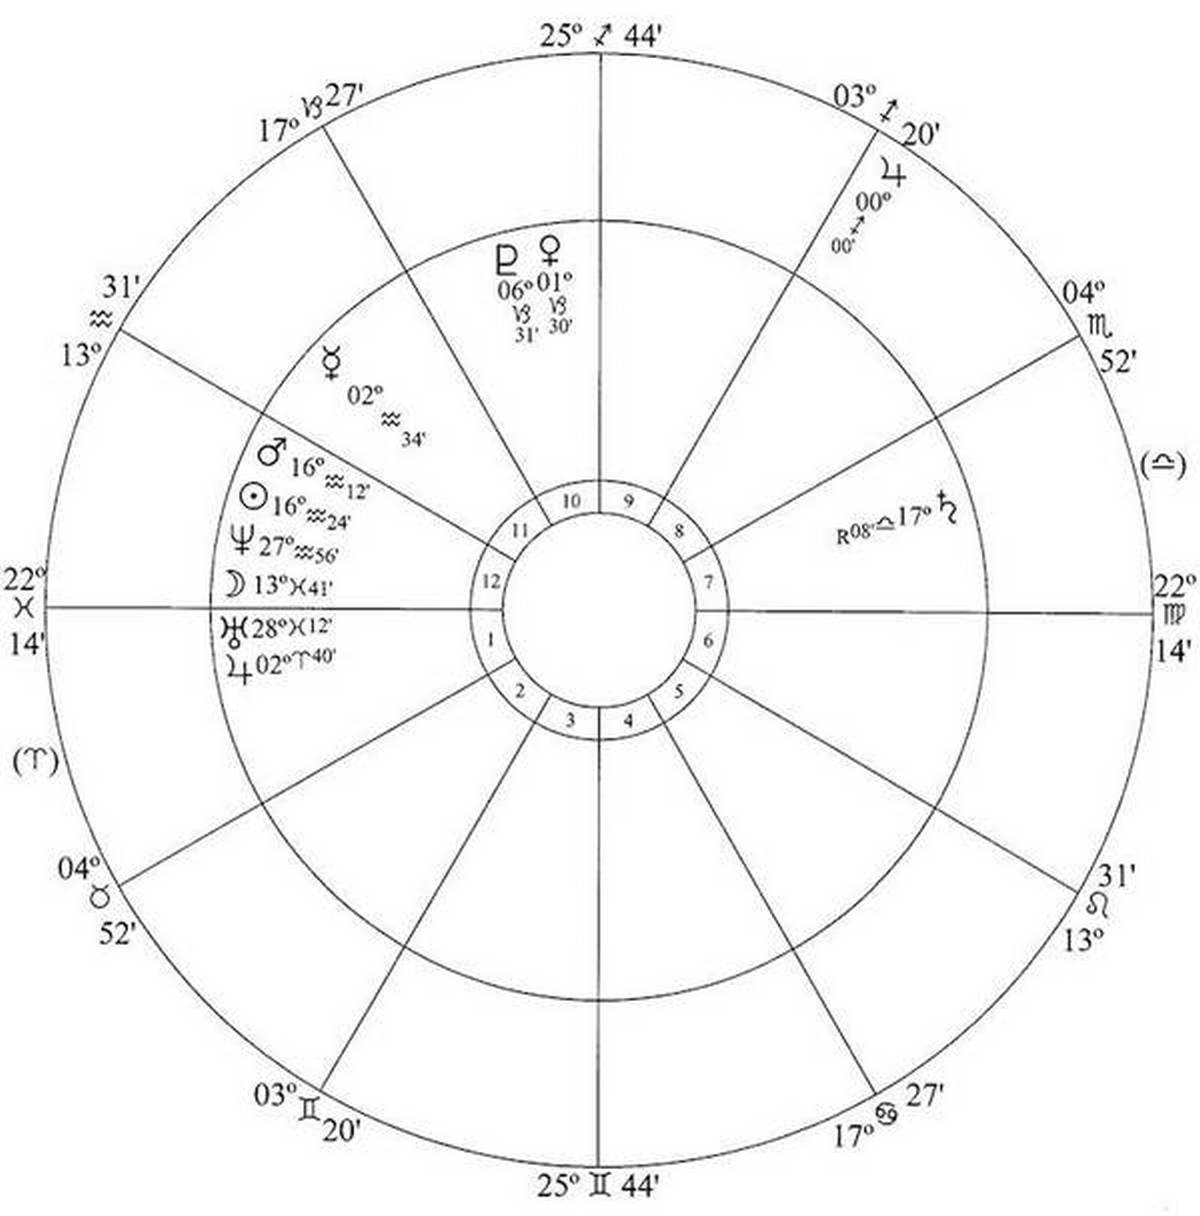 25° ♐ 44'
03° ♐ 20'
17° ♑ 27'
♃
00°
♐
00'
♇ ♀
06° 01°
♑ ♑
31' 30'
31'
♒
13°
04°
♏
52'
☿
02°
♒
34'
♂ 16° ♒ 12'
☉ 16° ♒ 24'
♆ 27° ♒ 56'
☽ 13° ♓ 41'
(♎)
R 08' ♎ 17° ♄
22°
♓
14'
22°
♍
14'
♅ 28° ♓ 12'
♃ 02° ♈ 40'
10 9
11 8
12 7
1 6
2 5
3 4
(♈)
04°
♉
52'
31'
♌
13°
03° ♊ 20'
17° ♋ 27'
25° ♊ 44'